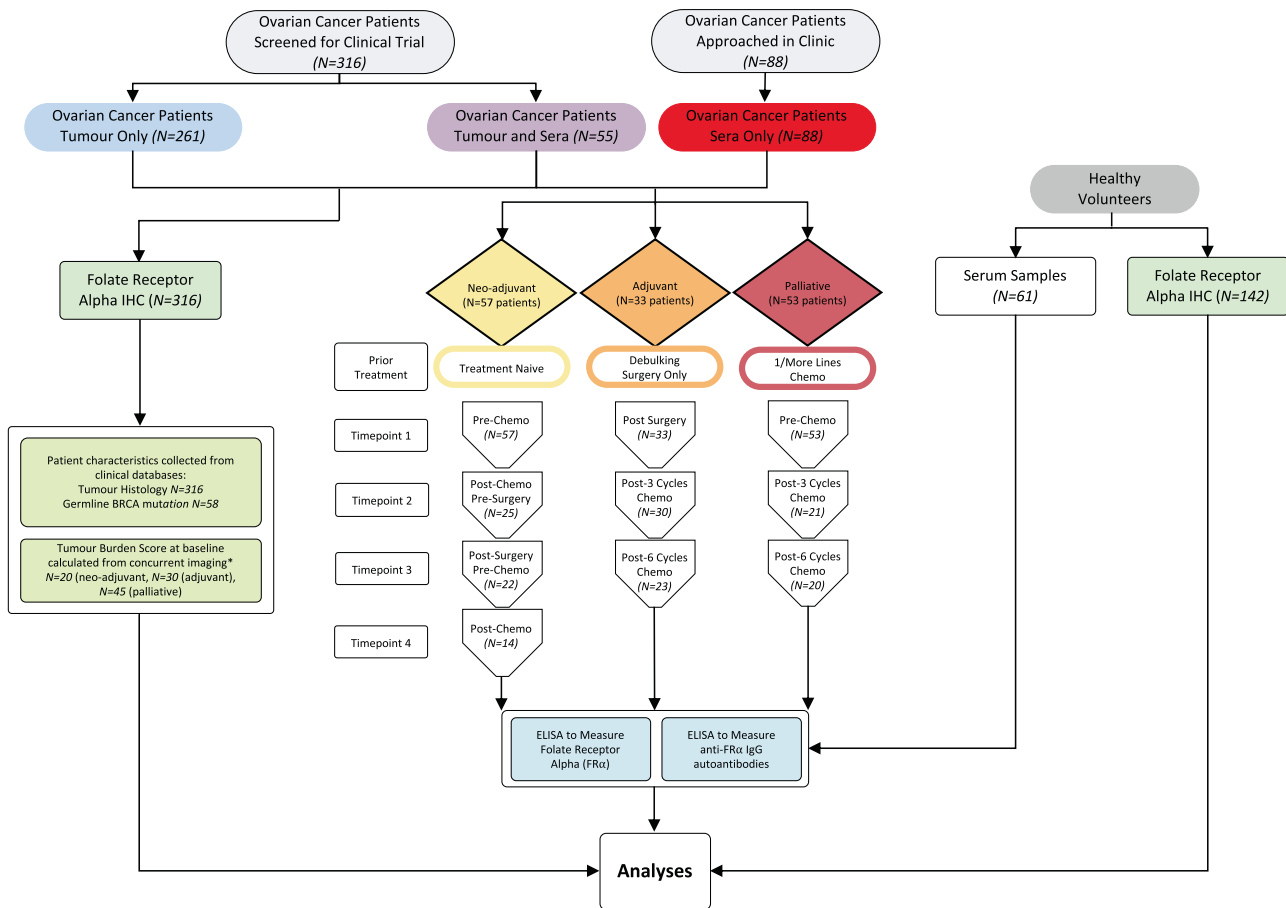 Ovarian Cancer Patients
Screened for Clinical Trial
(N=316)
Ovarian Cancer Patients
Approached in Clinic
(N=88)
Ovarian Cancer Patients
Tumour Only (N=261)
Ovarian Cancer Patients
Tumour and Sera (N=55)
Ovarian Cancer Patients
Sera Only (N=88)
Healthy
Volunteers
Folate Receptor
Alpha IHC (N=316)
Neo-adjuvant
(N=57 patients)
Adjuvant
(N=33 patients)
Palliative
(N=53 patients)
Serum Samples
(N=61)
Folate Receptor
Alpha IHC (N=142)
Prior
Treatment
Treatment Naive
Debulking
Surgery Only
1/More Lines
Chemo
Timepoint 1
Pre-Chemo
(N=57)
Post Surgery
(N=33)
Pre-Chemo
(N=53)
Patient characteristics collected from
clinical databases:
Tumour Histology N=316
Germline BRCA mutation N=58
Timepoint 2
Post-Chemo
Pre-Surgery
(N=25)
Post-3 Cycles
Chemo
(N=30)
Post-3 Cycles
Chemo
(N=21)
Tumour Burden Score at baseline
calculated from concurrent imaging*
N=20 (neo-adjuvant, N=30 (adjuvant),
N=45 (palliative)
Timepoint 3
Post-Surgery
Pre-Chemo
(N=22)
Post-6 Cycles
Chemo
(N=23)
Post-6 Cycles
Chemo
(N=20)
Timepoint 4
Post-Chemo
(N=14)
ELISA to Measure
Folate Receptor
Alpha (FRα)
ELISA to Measure
anti-FRα IgG
autoantibodies
Analyses